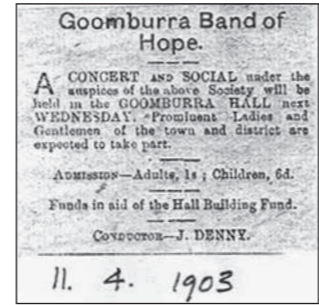 Goomburra Band of
Hope.
A CONCERT AND SOCIAL under the
auspices of the above Society will be
held in the GOOMBURRA HALL next
WEDNESDAY. Prominent Ladies and
Gentlemen of the town and district are
expected to take part.
ADMISSION—Adults, 1s ; Children, 6d.
Funds in aid of the Hall Building Fund.
CONDUCTOR—J. DENNY.
11. 4. 1903